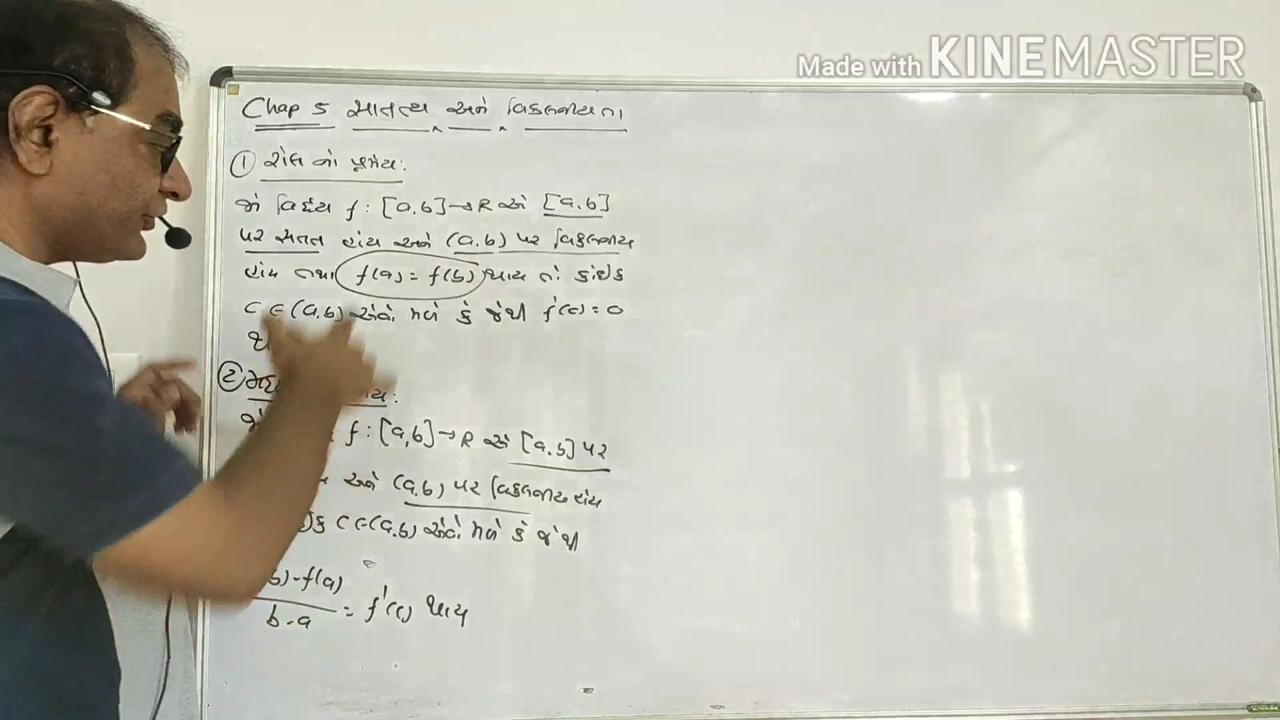 Made with KINEMASTER
Chap 5 સાતત્ય અને વિકલનીયતા
① રોલ નો પ્રમેય:
જો વિધેય f : [a,b]→R એ [a,b]
પર સતત હોય અને (a,b) પર વિકલનીય
હોય તથા f(a) = f(b) થાય તો કોઈક
C ∈ (a,b) એવો મળે કે જેથી f'(c) = 0
②
f : [a,b]→R એ [a,b] પર
અને (a,b) પર વિકલનીય હોય
C ∈ (a,b) એવો મળે કે જેથી
b) - f(a)
b - a = f'(c) થાય